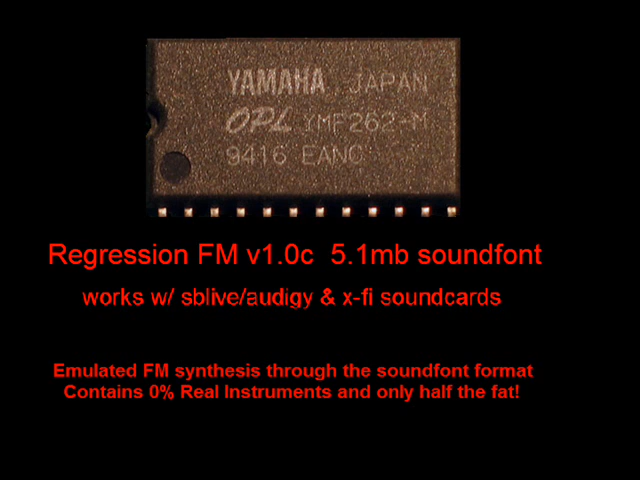 YAMAHA JAPAN
OPL YMF262-M
9416 EANC
Regression FM v1.0c 5.1mb soundfont
works w/ sblive/audigy & x-fi soundcards
Emulated FM synthesis through the soundfont format
Contains 0% Real Instruments and only half the fat!